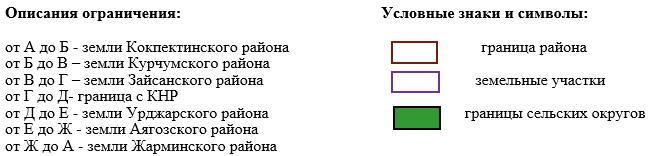 Описания ограничения:
от А до Б - земли Кокпектинского района
от Б до В – земли Курчумского района
от В до Г – земли Зайсанского района
от Г до Д- граница с КНР
от Д до Е - земли Урджарского района
от Е до Ж - земли Аягозского района
от Ж до А - земли Жарминского района
Условные знаки и символы:
граница района
земельные участки
границы сельских округов